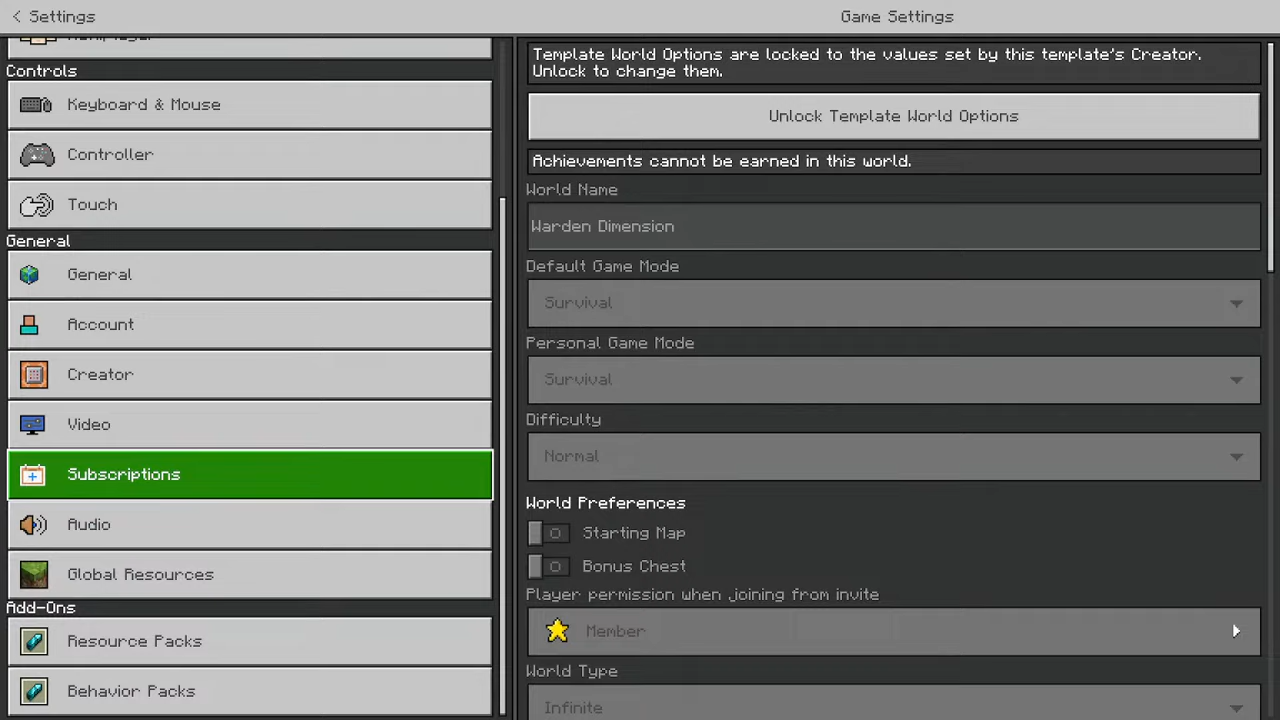 Settings
Game Settings
Controls
Keyboard & Mouse
Controller
Touch
General
General
Account
Creator
Video
Subscriptions
Audio
Global Resources
Add-Ons
Resource Packs
Behavior Packs
Template World Options are locked to the values set by this template's Creator.
Unlock to change them.
Unlock Template World Options
Achievements cannot be earned in this world.
World Name
Warden Dimension
Default Game Mode
Survival
Personal Game Mode
Survival
Difficulty
Normal
World Preferences
Starting Map
Bonus Chest
Player permission when joining from invite
Member
World Type
Infinite